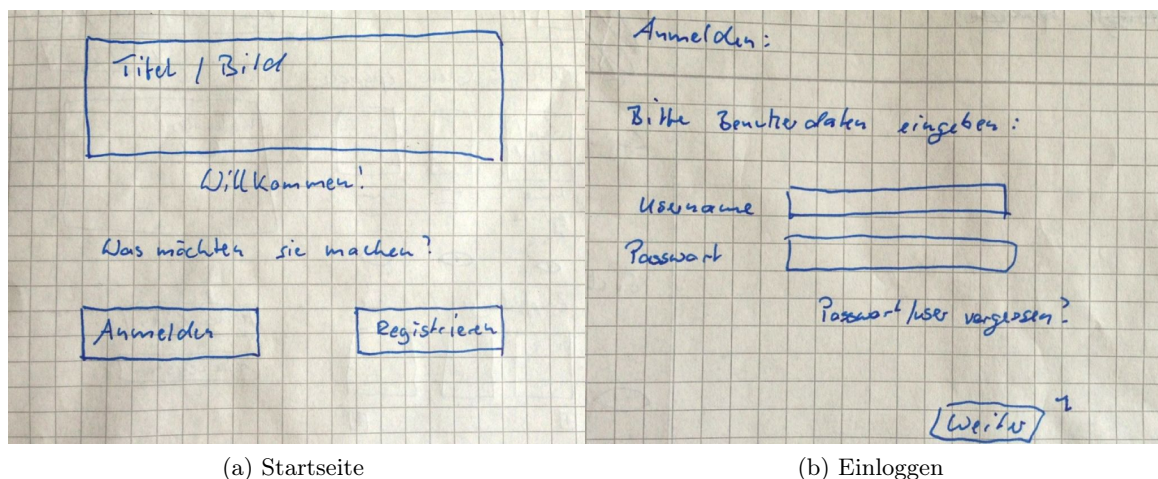 Titel / Bild
Willkommen!
Was möchten sie machen?
Anmelden
Registrieren
(a) Startseite
Anmelden:
Bitte Benutzerdaten eingeben:
Username
Passwort
Passwort/user vergessen?
Weiter 1
(b) Einloggen